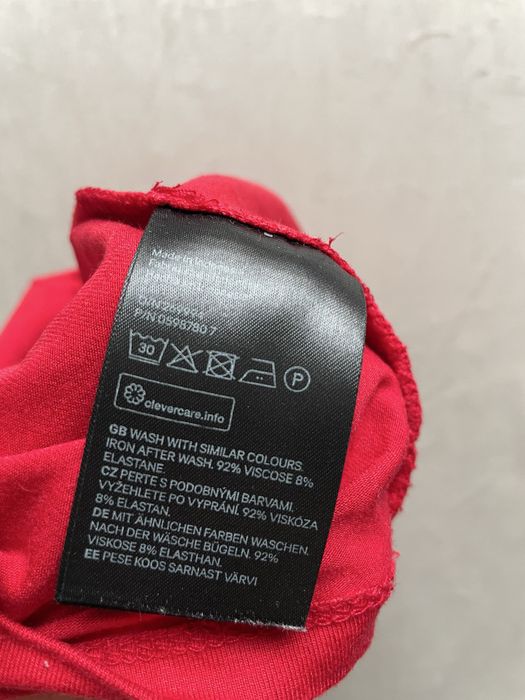 Made in
P/N 0598780 7
30 P
clevercare.info
GB WASH WITH SIMILAR COLOURS.
IRON AFTER WASH. 92% VISCOSE 8%
ELASTANE.
CZ PERTE S PODOBNÝMI BARVAMI.
VYŽEHLETE PO VYPRÁNÍ. 92% VISKÓZA
8% ELASTAN.
DE MIT ÄHNLICHEN FARBEN WASCHEN.
NACH DER WÄSCHE BÜGELN. 92%
VISKOSE 8% ELASTHAN.
EE PESE KOOS SARNAST VÄRVI